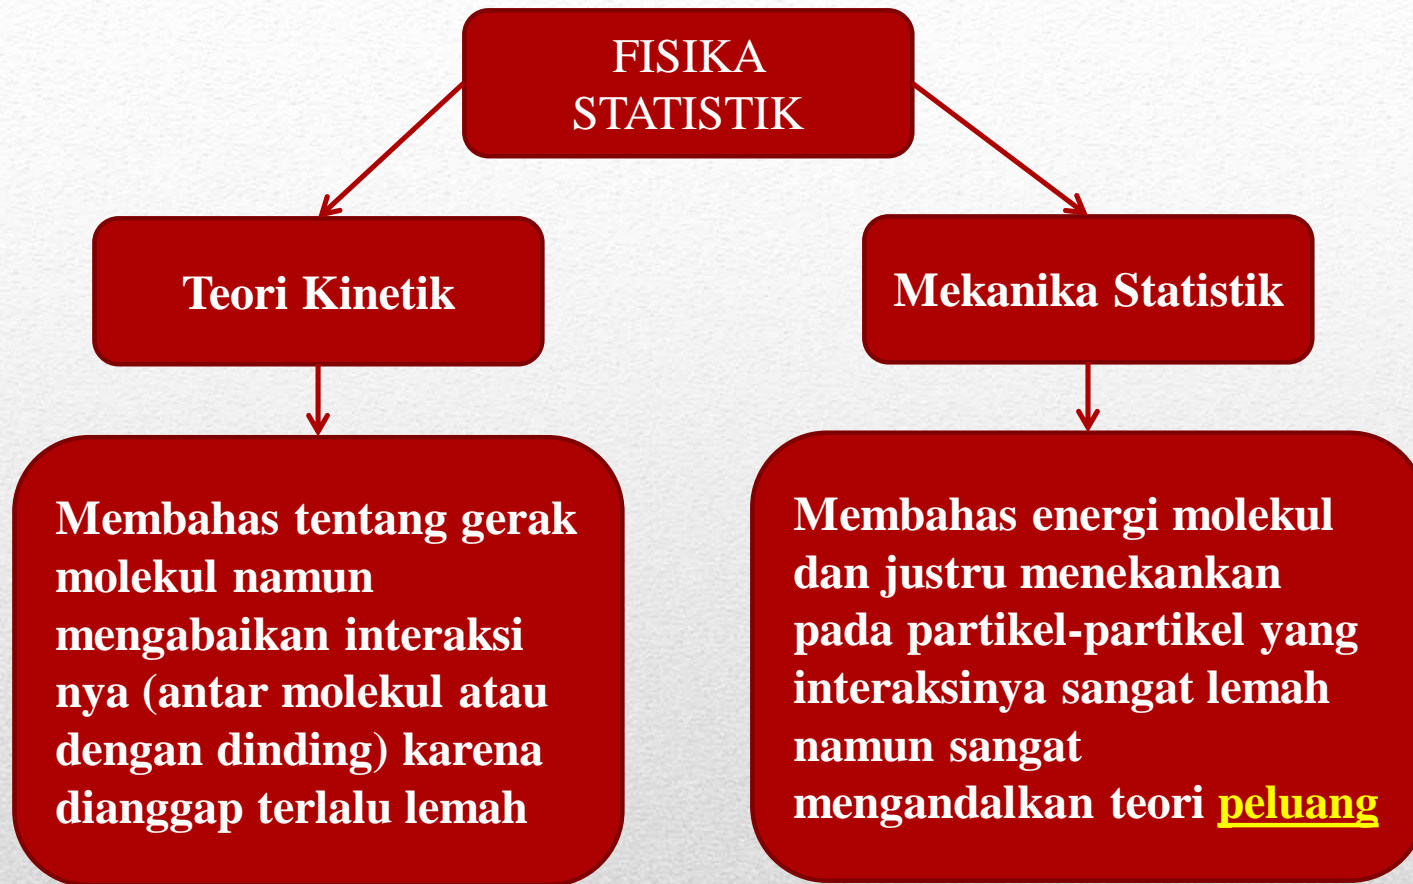 FISIKA
STATISTIK
Teori Kinetik
Mekanika Statistik
Membahas tentang gerak
molekul namun
mengabaikan interaksi
nya (antar molekul atau
dengan dinding) karena
dianggap terlalu lemah
Membahas energi molekul
dan justru menekankan
pada partikel-partikel yang
interaksinya sangat lemah
namun sangat
mengandalkan teori peluang